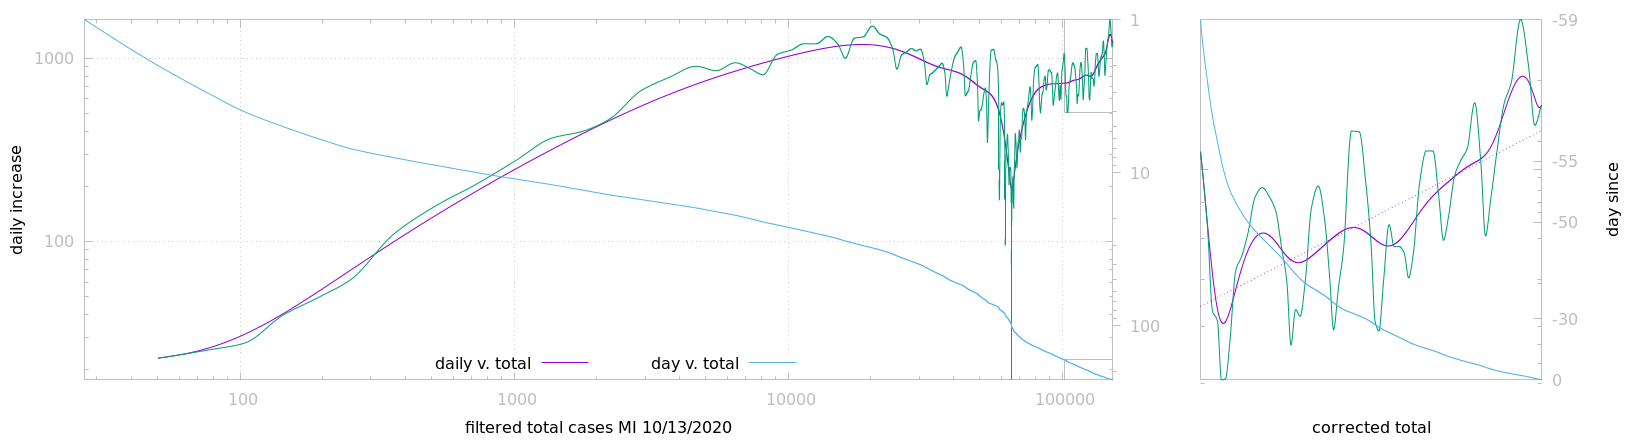 1000
100
daily increase
daily v. total
day v. total
100
1000
10000
100000
filtered total cases MI 10/13/2020
1
10
100
-59
-55
-50
-30
0
day since
corrected total